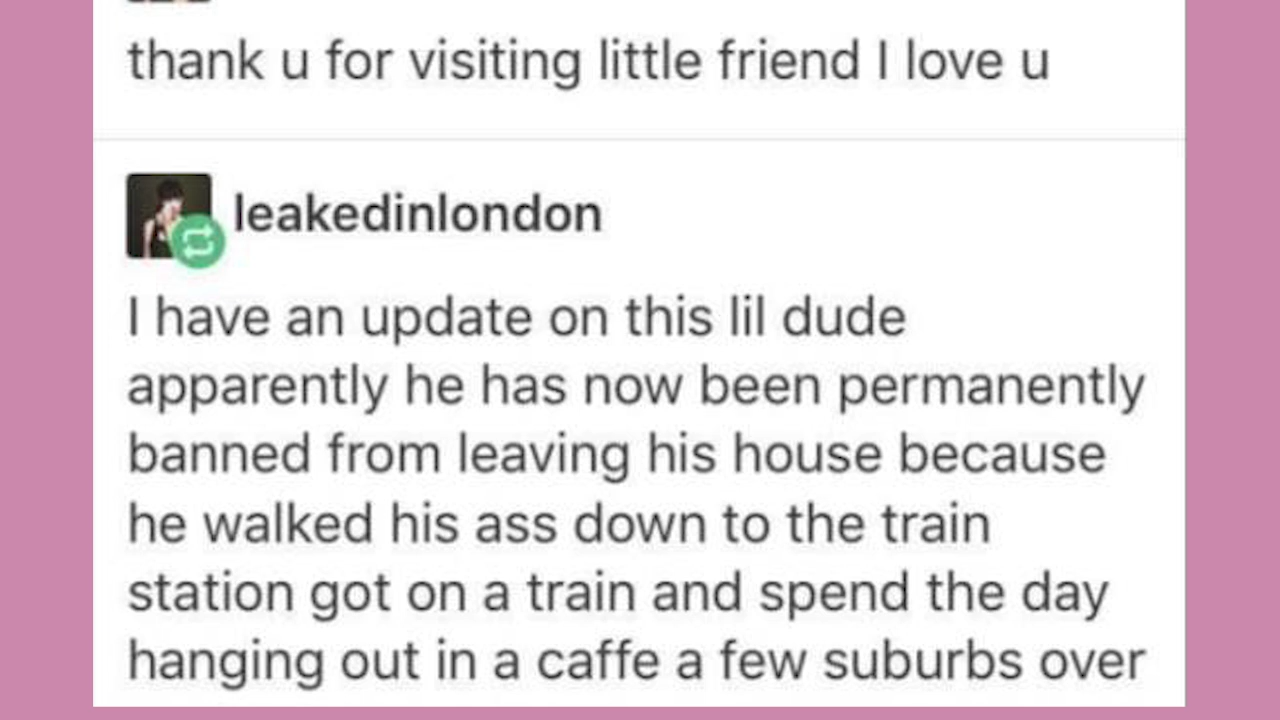 thank u for visiting little friend I love u
leakedinlondon
I have an update on this lil dude
apparently he has now been permanently
banned from leaving his house because
he walked his ass down to the train
station got on a train and spend the day
hanging out in a caffe a few suburbs over